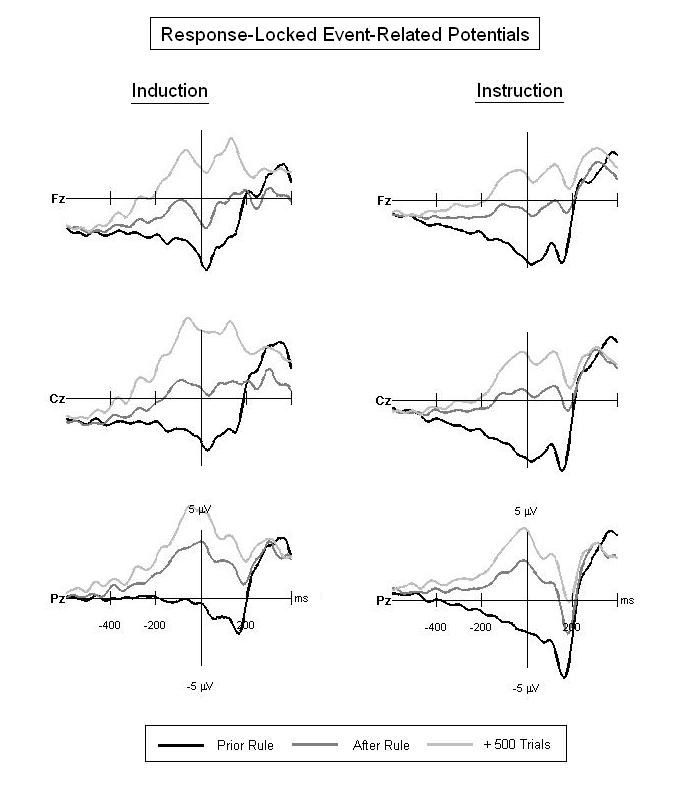 Response-Locked Event-Related Potentials
Induction
Instruction
Fz
Fz
Cz
Cz
5 µV
5 µV
Pz
ms
Pz
ms
-400 -200 200
-400 -200 200
-5 µV
-5 µV
Prior Rule After Rule + 500 Trials